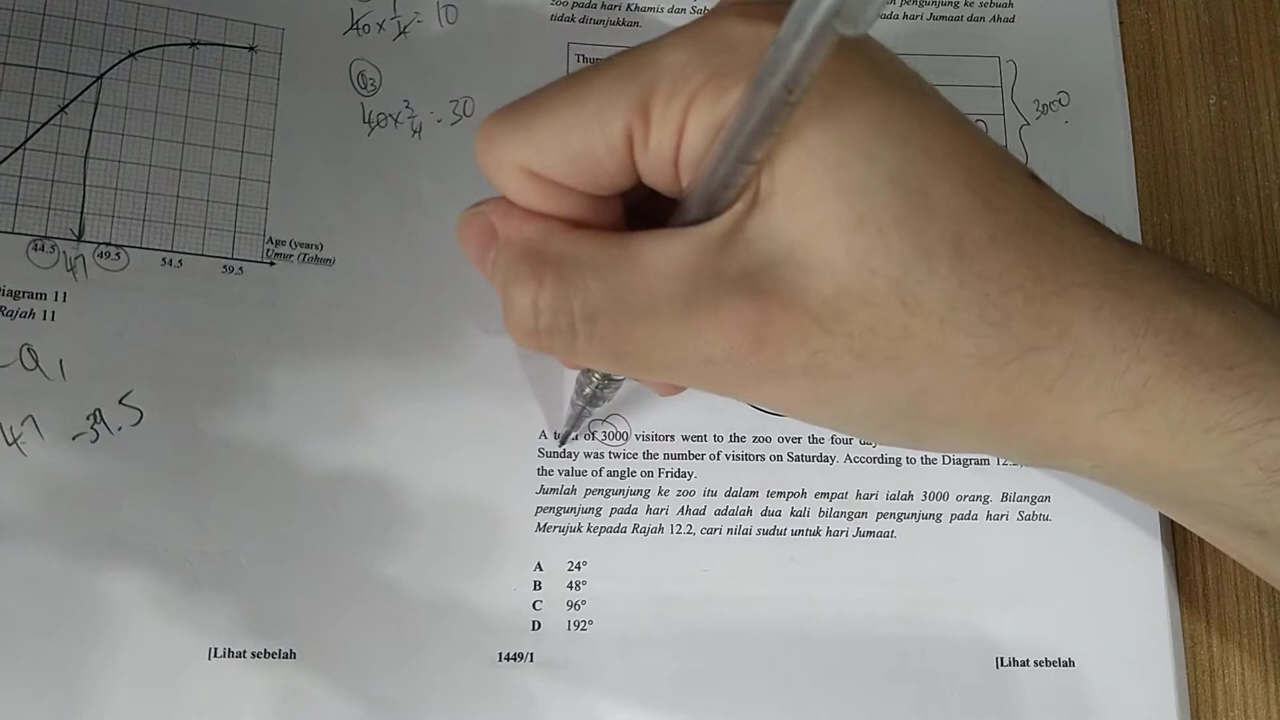 40 × 1/4 = 10
Q3
40 × 3/4 = 30
Age (years)
Umur (Tahun)
44.5
47
49.5
54.5
59.5
iagram 11
Rajah 11
Q1
47 - 39.5
[Lihat sebelah
zoo pada hari Khamis dan
pengunjung ke sebuah
tidak ditunjukkan.
ada hari Jumaat dan Ahad
3000
A of 3000 visitors went to the zoo over the four
Sunday was twice the number of visitors on Saturday. According to the Diagram
the value of angle on Friday.
Jumlah pengunjung ke zoo itu dalam tempoh empat hari ialah 3000 orang. Bilangan
pengunjung pada hari Ahad adalah dua kali bilangan pengunjung pada hari Sabtu.
Merujuk kepada Rajah 12.2, cari nilai sudut untuk hari Jumaat.
A 24°
B 48°
C 96°
D 192°
1449/1
[Lihat sebelah